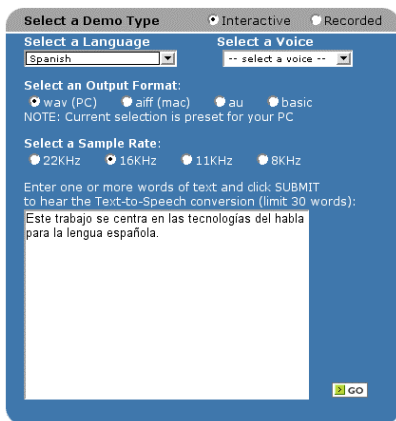 Select a Demo Type Interactive Recorded
Select a Language Select a Voice
Spanish -- select a voice --
Select an Output Format:
wav (PC) aiff (mac) au basic
NOTE: Current selection is preset for your PC
Select a Sample Rate:
22KHz 16KHz 11KHz 8KHz
Enter one or more words of text and click SUBMIT
to hear the Text-to-Speech conversion (limit 30 words):
Este trabajo se centra en las tecnologías del habla
para la lengua española.
GO